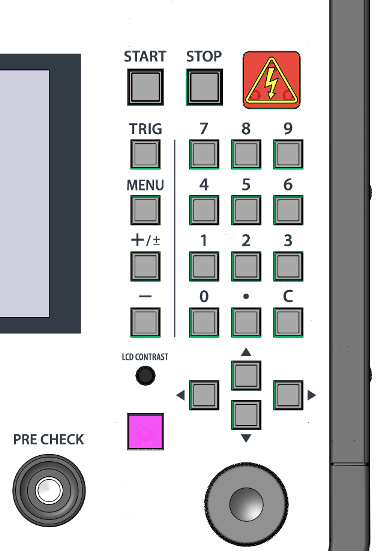 START STOP
TRIG 7 8 9
MENU 4 5 6
+/± 1 2 3
− 0 • C
LCD CONTRAST
PRE CHECK